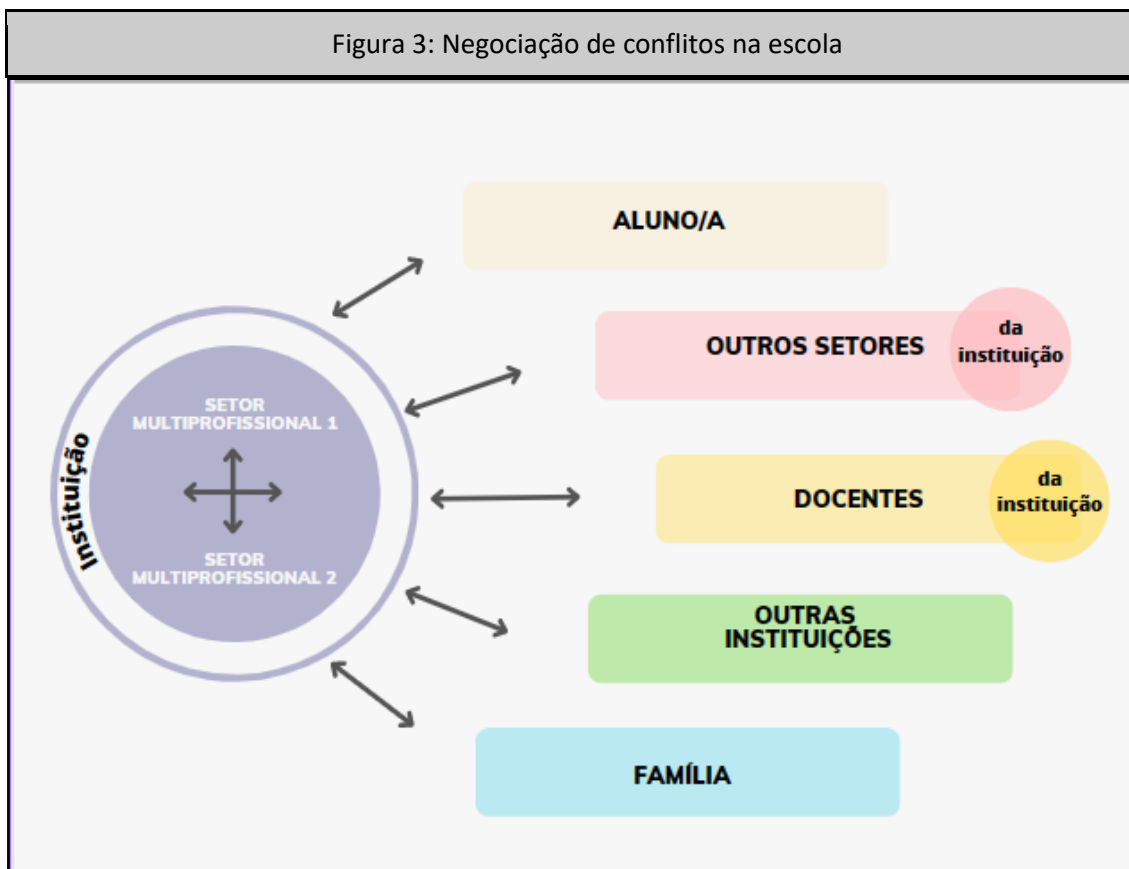 Figura 3: Negociação de conflitos na escola
ALUNO/A
OUTROS SETORES
da
instituição
Instituição
SETOR
MULTIPROFISSIONAL 1
SETOR
MULTIPROFISSIONAL 2
DOCENTES
da
instituição
OUTRAS
INSTITUIÇÕES
FAMÍLIA